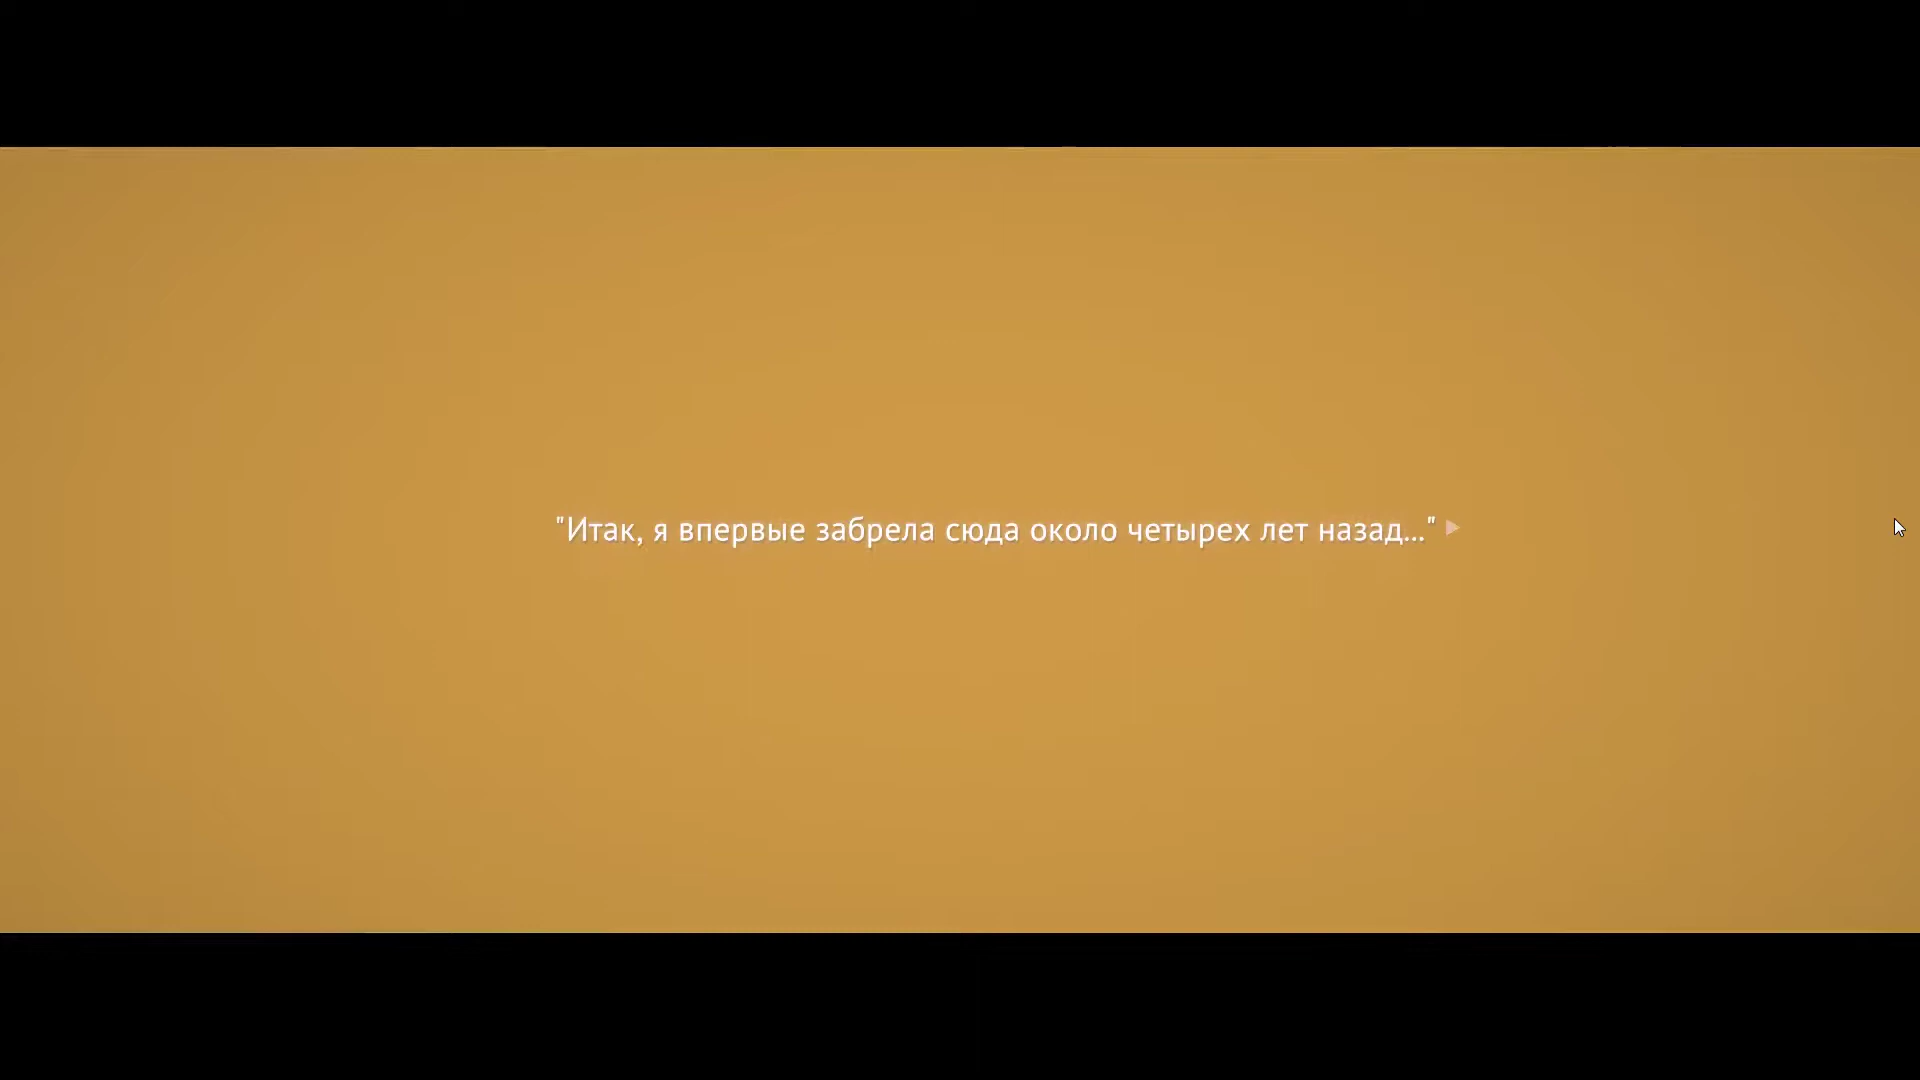 "Итак, я впервые забрела сюда около четырех лет назад..."